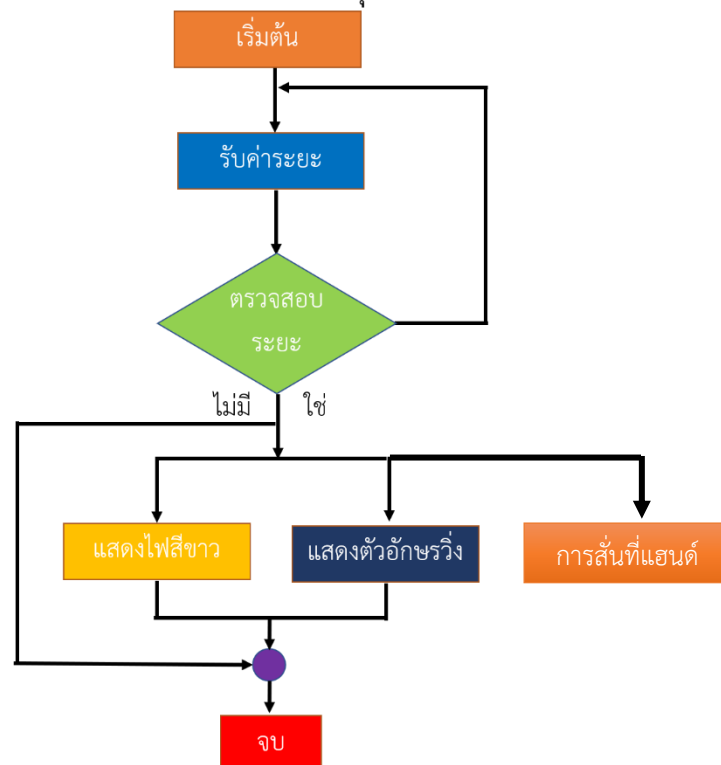 เริ่มต้น
รับค่าระยะ
ตรวจสอบ
ระยะ
ไม่มี ใช่
แสดงไฟสีขาว
แสดงตัวอักษรวิ่ง
การสั่นที่แฮนด์
จบ